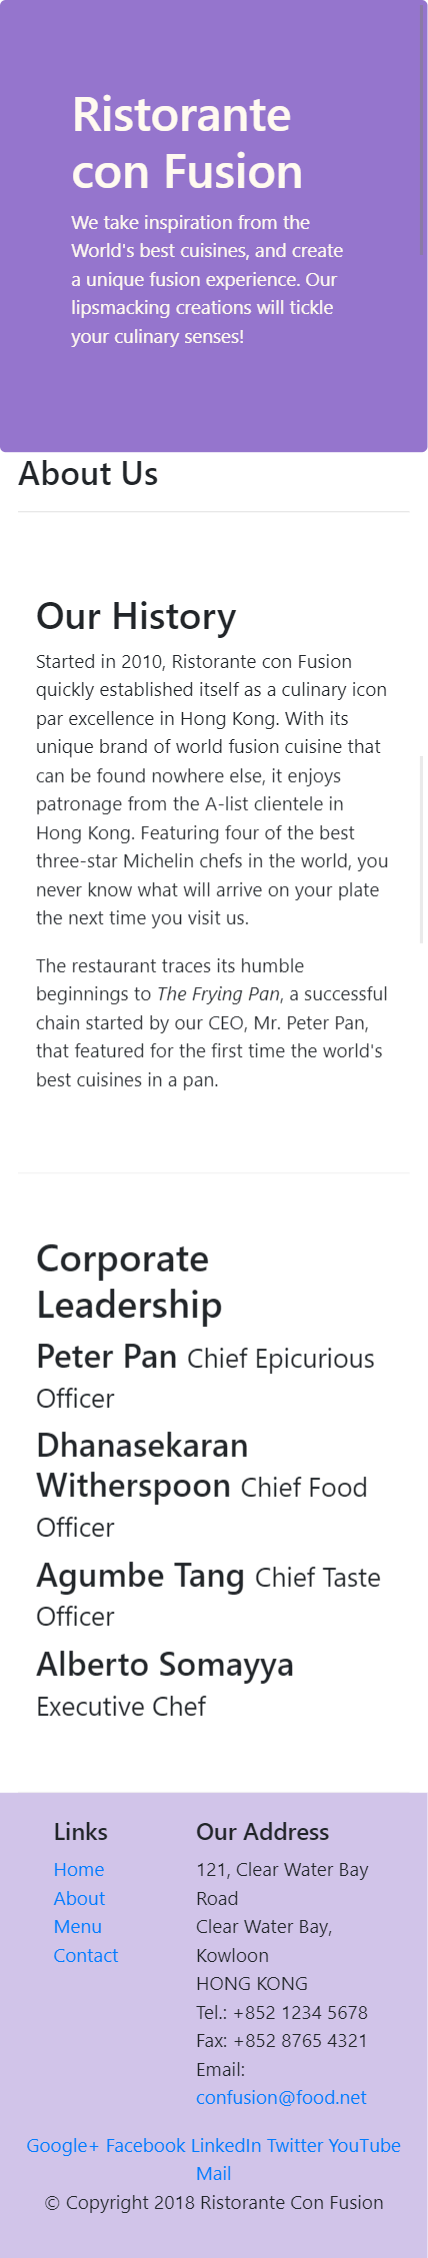 Ristorante
con Fusion
We take inspiration from the
World's best cuisines, and create
a unique fusion experience. Our
lipsmacking creations will tickle
your culinary senses!
About Us
Our History
Started in 2010, Ristorante con Fusion
quickly established itself as a culinary icon
par excellence in Hong Kong. With its
unique brand of world fusion cuisine that
can be found nowhere else, it enjoys
patronage from the A-list clientele in
Hong Kong. Featuring four of the best
three-star Michelin chefs in the world, you
never know what will arrive on your plate
the next time you visit us.
The restaurant traces its humble
beginnings to The Frying Pan, a successful
chain started by our CEO, Mr. Peter Pan,
that featured for the first time the world's
best cuisines in a pan.
Corporate
Leadership
Peter Pan Chief Epicurious
Officer
Dhanasekaran
Witherspoon Chief Food
Officer
Agumbe Tang Chief Taste
Officer
Alberto Somayya
Executive Chef
Links
Home
About
Menu
Contact
Our Address
121, Clear Water Bay
Road
Clear Water Bay,
Kowloon
HONG KONG
Tel.: +852 1234 5678
Fax: +852 8765 4321
Email:
confusion@food.net
Google+ Facebook LinkedIn Twitter YouTube
Mail
© Copyright 2018 Ristorante Con Fusion